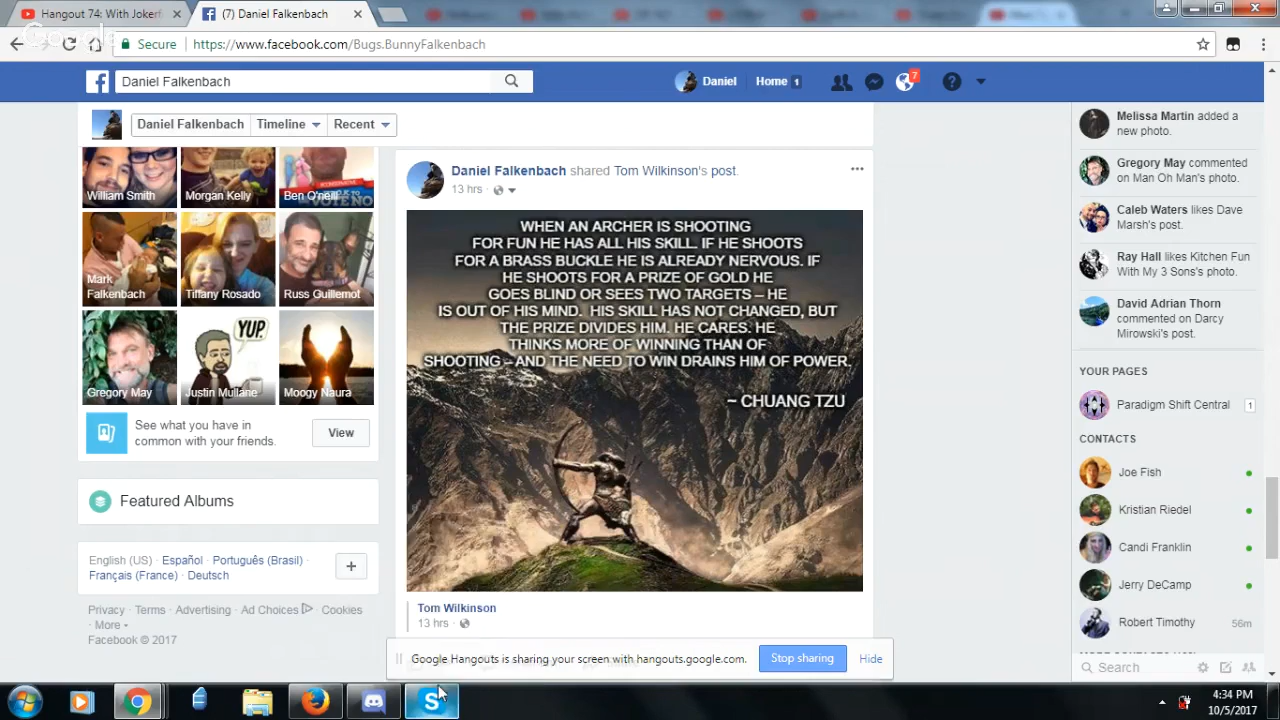 Hangout 74: With Jokerf
(7) Daniel Falkenbach
Google
Secure
https://www.facebook.com/Bugs.BunnyFalkenbach
Daniel Falkenbach
Daniel
Home 1
7
Daniel Falkenbach
Timeline
Recent
William Smith
Morgan Kelly
Ben O'neill
Mark Falkenbach
Tiffany Rosado
Russ Guillemot
Gregory May
YUP
Justin Mullane
Moogy Naura
See what you have in
common with your friends.
View
Featured Albums
English (US) · Español · Português (Brasil) ·
Français (France) · Deutsch
+
Privacy · Terms · Advertising · Ad Choices · Cookies
· More
Facebook © 2017
Daniel Falkenbach shared Tom Wilkinson's post.
13 hrs ·
WHEN AN ARCHER IS SHOOTING
FOR FUN HE HAS ALL HIS SKILL. IF HE SHOOTS
FOR A BRASS BUCKLE HE IS ALREADY NERVOUS. IF
HE SHOOTS FOR A PRIZE OF GOLD HE
GOES BLIND OR SEES TWO TARGETS – HE
IS OUT OF HIS MIND. HIS SKILL HAS NOT CHANGED, BUT
THE PRIZE DIVIDES HIM. HE CARES. HE
THINKS MORE OF WINNING THAN OF
SHOOTING – AND THE NEED TO WIN DRAINS HIM OF POWER.
~ CHUANG TZU
Tom Wilkinson
13 hrs ·
Google Hangouts is sharing your screen with hangouts.google.com.
Stop sharing
Hide
Melissa Martin added a
new photo.
Gregory May commented
on Man Oh Man's photo.
Caleb Waters likes Dave
Marsh's post.
Ray Hall likes Kitchen Fun
With My 3 Sons's photo.
David Adrian Thorn
commented on Darcy
Mirowski's post.
YOUR PAGES
Paradigm Shift Central
1
CONTACTS
Joe Fish
Kristian Riedel
Candi Franklin
Jerry DeCamp
Robert Timothy
56m
Search
4:34 PM
10/5/2017